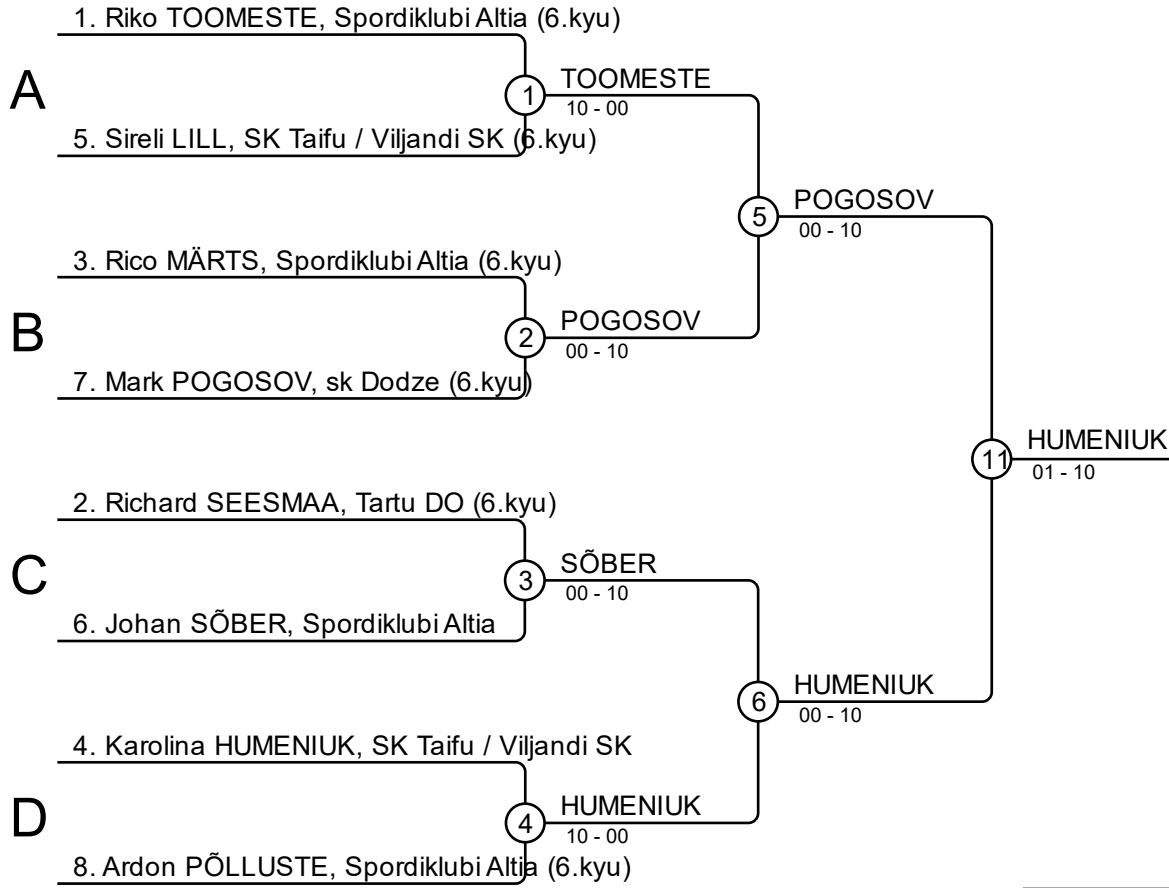 1. Riko TOOMESTE, Spordiklubi Altia (6.kyu)
A
1
TOOMESTE
10 - 00
5. Sireli LILL, SK Taifu / Viljandi SK (6.kyu)
5
POGOSOV
00 - 10
3. Rico MÄRTS, Spordiklubi Altia (6.kyu)
B
2
POGOSOV
00 - 10
7. Mark POGOSOV, sk Dodze (6.kyu)
11
HUMENIUK
01 - 10
2. Richard SEESMAA, Tartu DO (6.kyu)
C
3
SÕBER
00 - 10
6. Johan SÕBER, Spordiklubi Altia
6
HUMENIUK
00 - 10
4. Karolina HUMENIUK, SK Taifu / Viljandi SK
D
4
HUMENIUK
10 - 00
8. Ardon PÕLLUSTE, Spordiklubi Altia (6.kyu)